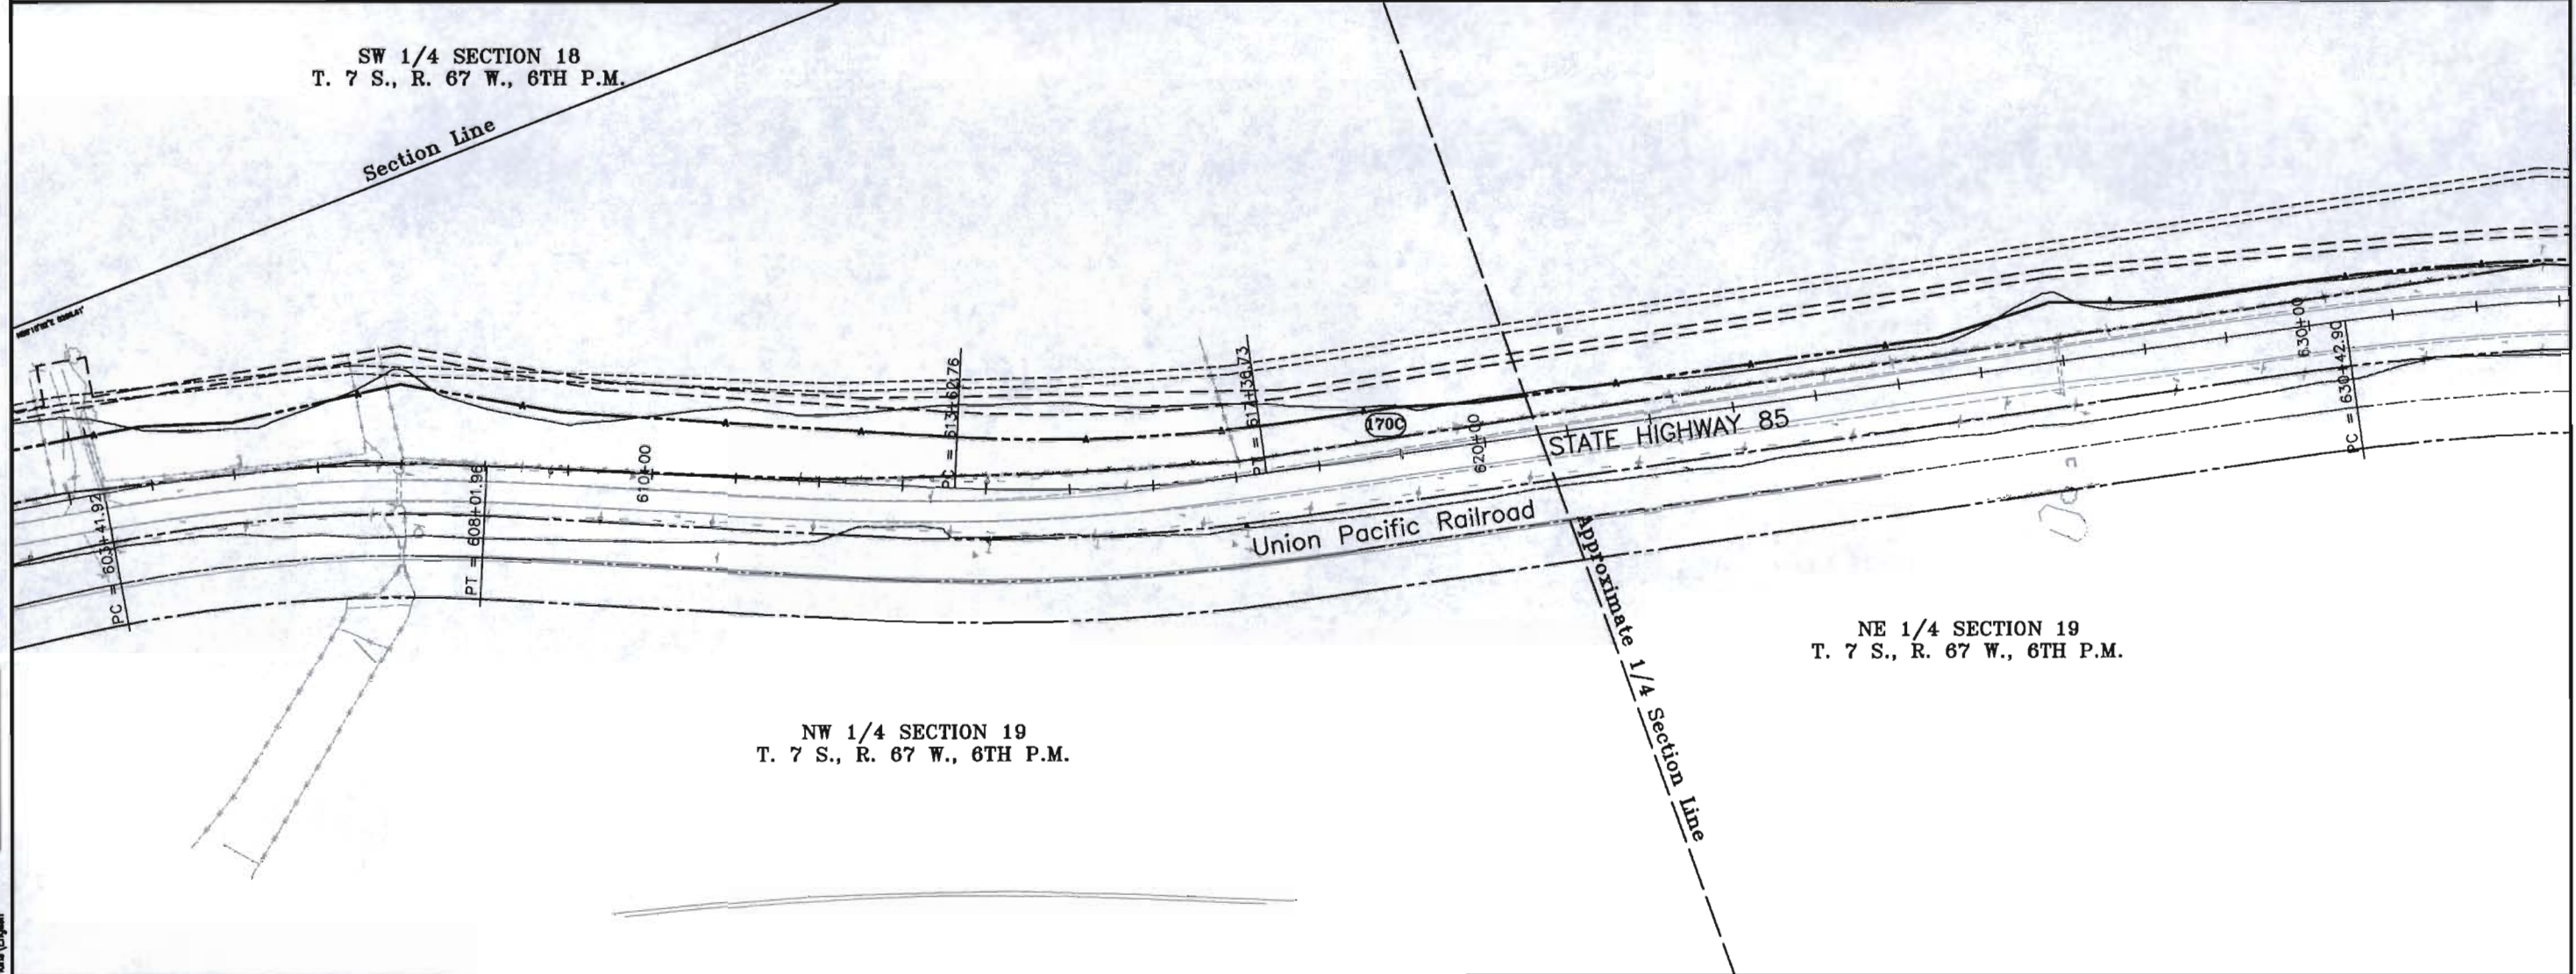 SW 1/4 SECTION 18
T. 7 S., R. 67 W., 6TH P.M.
Section Line
PC = 603+41.92
PT = 608+01.96
610+00
PC = 613+62.76
PT = 617+38.73
170C
620+00
STATE HIGHWAY 85
Union Pacific Railroad
630+00
PC = 630+42.90
Approximate 1/4 Section Line
NE 1/4 SECTION 19
T. 7 S., R. 67 W., 6TH P.M.
NW 1/4 SECTION 19
T. 7 S., R. 67 W., 6TH P.M.